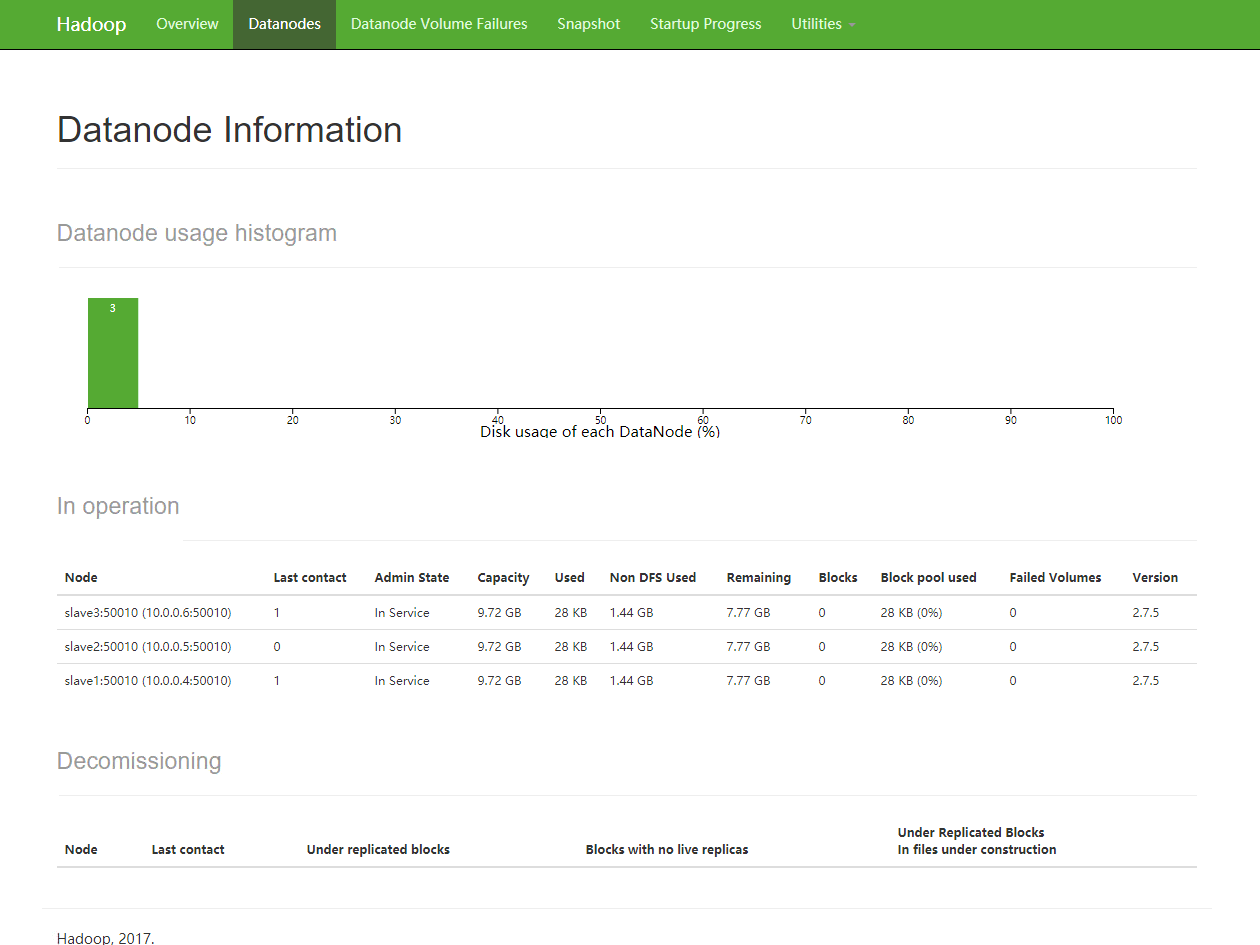 Hadoop Overview Datanodes Datanode Volume Failures Snapshot Startup Progress Utilities
Datanode Information
Datanode usage histogram
3
0 10 20 30 40 50 60 70 80 90 100
Disk usage of each DataNode (%)
In operation
Node Last contact Admin State Capacity Used Non DFS Used Remaining Blocks Block pool used Failed Volumes Version
slave3:50010 (10.0.0.6:50010) 1 In Service 9.72 GB 28 KB 1.44 GB 7.77 GB 0 28 KB (0%) 0 2.7.5
slave2:50010 (10.0.0.5:50010) 0 In Service 9.72 GB 28 KB 1.44 GB 7.77 GB 0 28 KB (0%) 0 2.7.5
slave1:50010 (10.0.0.4:50010) 1 In Service 9.72 GB 28 KB 1.44 GB 7.77 GB 0 28 KB (0%) 0 2.7.5
Decomissioning
Node Last contact Under replicated blocks Blocks with no live replicas Under Replicated Blocks
In files under construction
Hadoop, 2017.